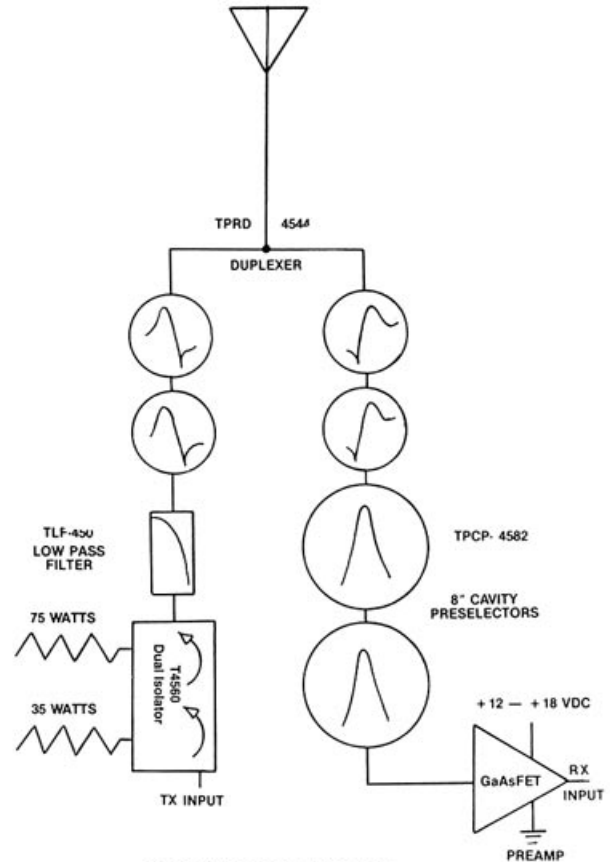 TPRD 4544
DUPLEXER
TLF-450
LOW PASS
FILTER
TPCP- 4582
8" CAVITY
PRESELECTORS
75 WATTS
35 WATTS
T4560
Dual Isolator
TX INPUT
+12 — +18 VDC
GaAsFET
RX
INPUT
PREAMP